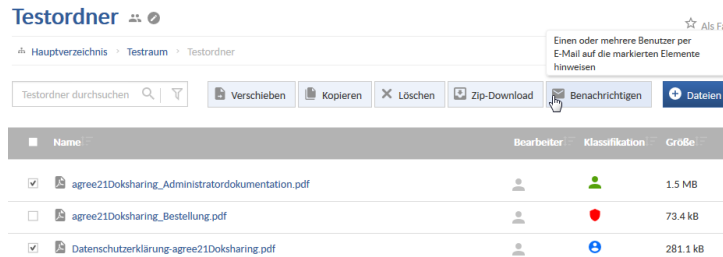 Testordner
Als Fa
Einen oder mehrere Benutzer per
E-Mail auf die markierten Elemente
hinweisen
Hauptverzeichnis Testraum Testordner
Testordner durchsuchen Verschieben Kopieren Löschen Zip-Download Benachrichtigen Dateien
Name Bearbeiter Klassifikation Größe
agree21Doksharing_Administratordokumentation.pdf 1.5 MB
agree21Doksharing_Bestellung.pdf 73.4 kB
Datenschutzerklärung-agree21Doksharing.pdf 281.1 kB